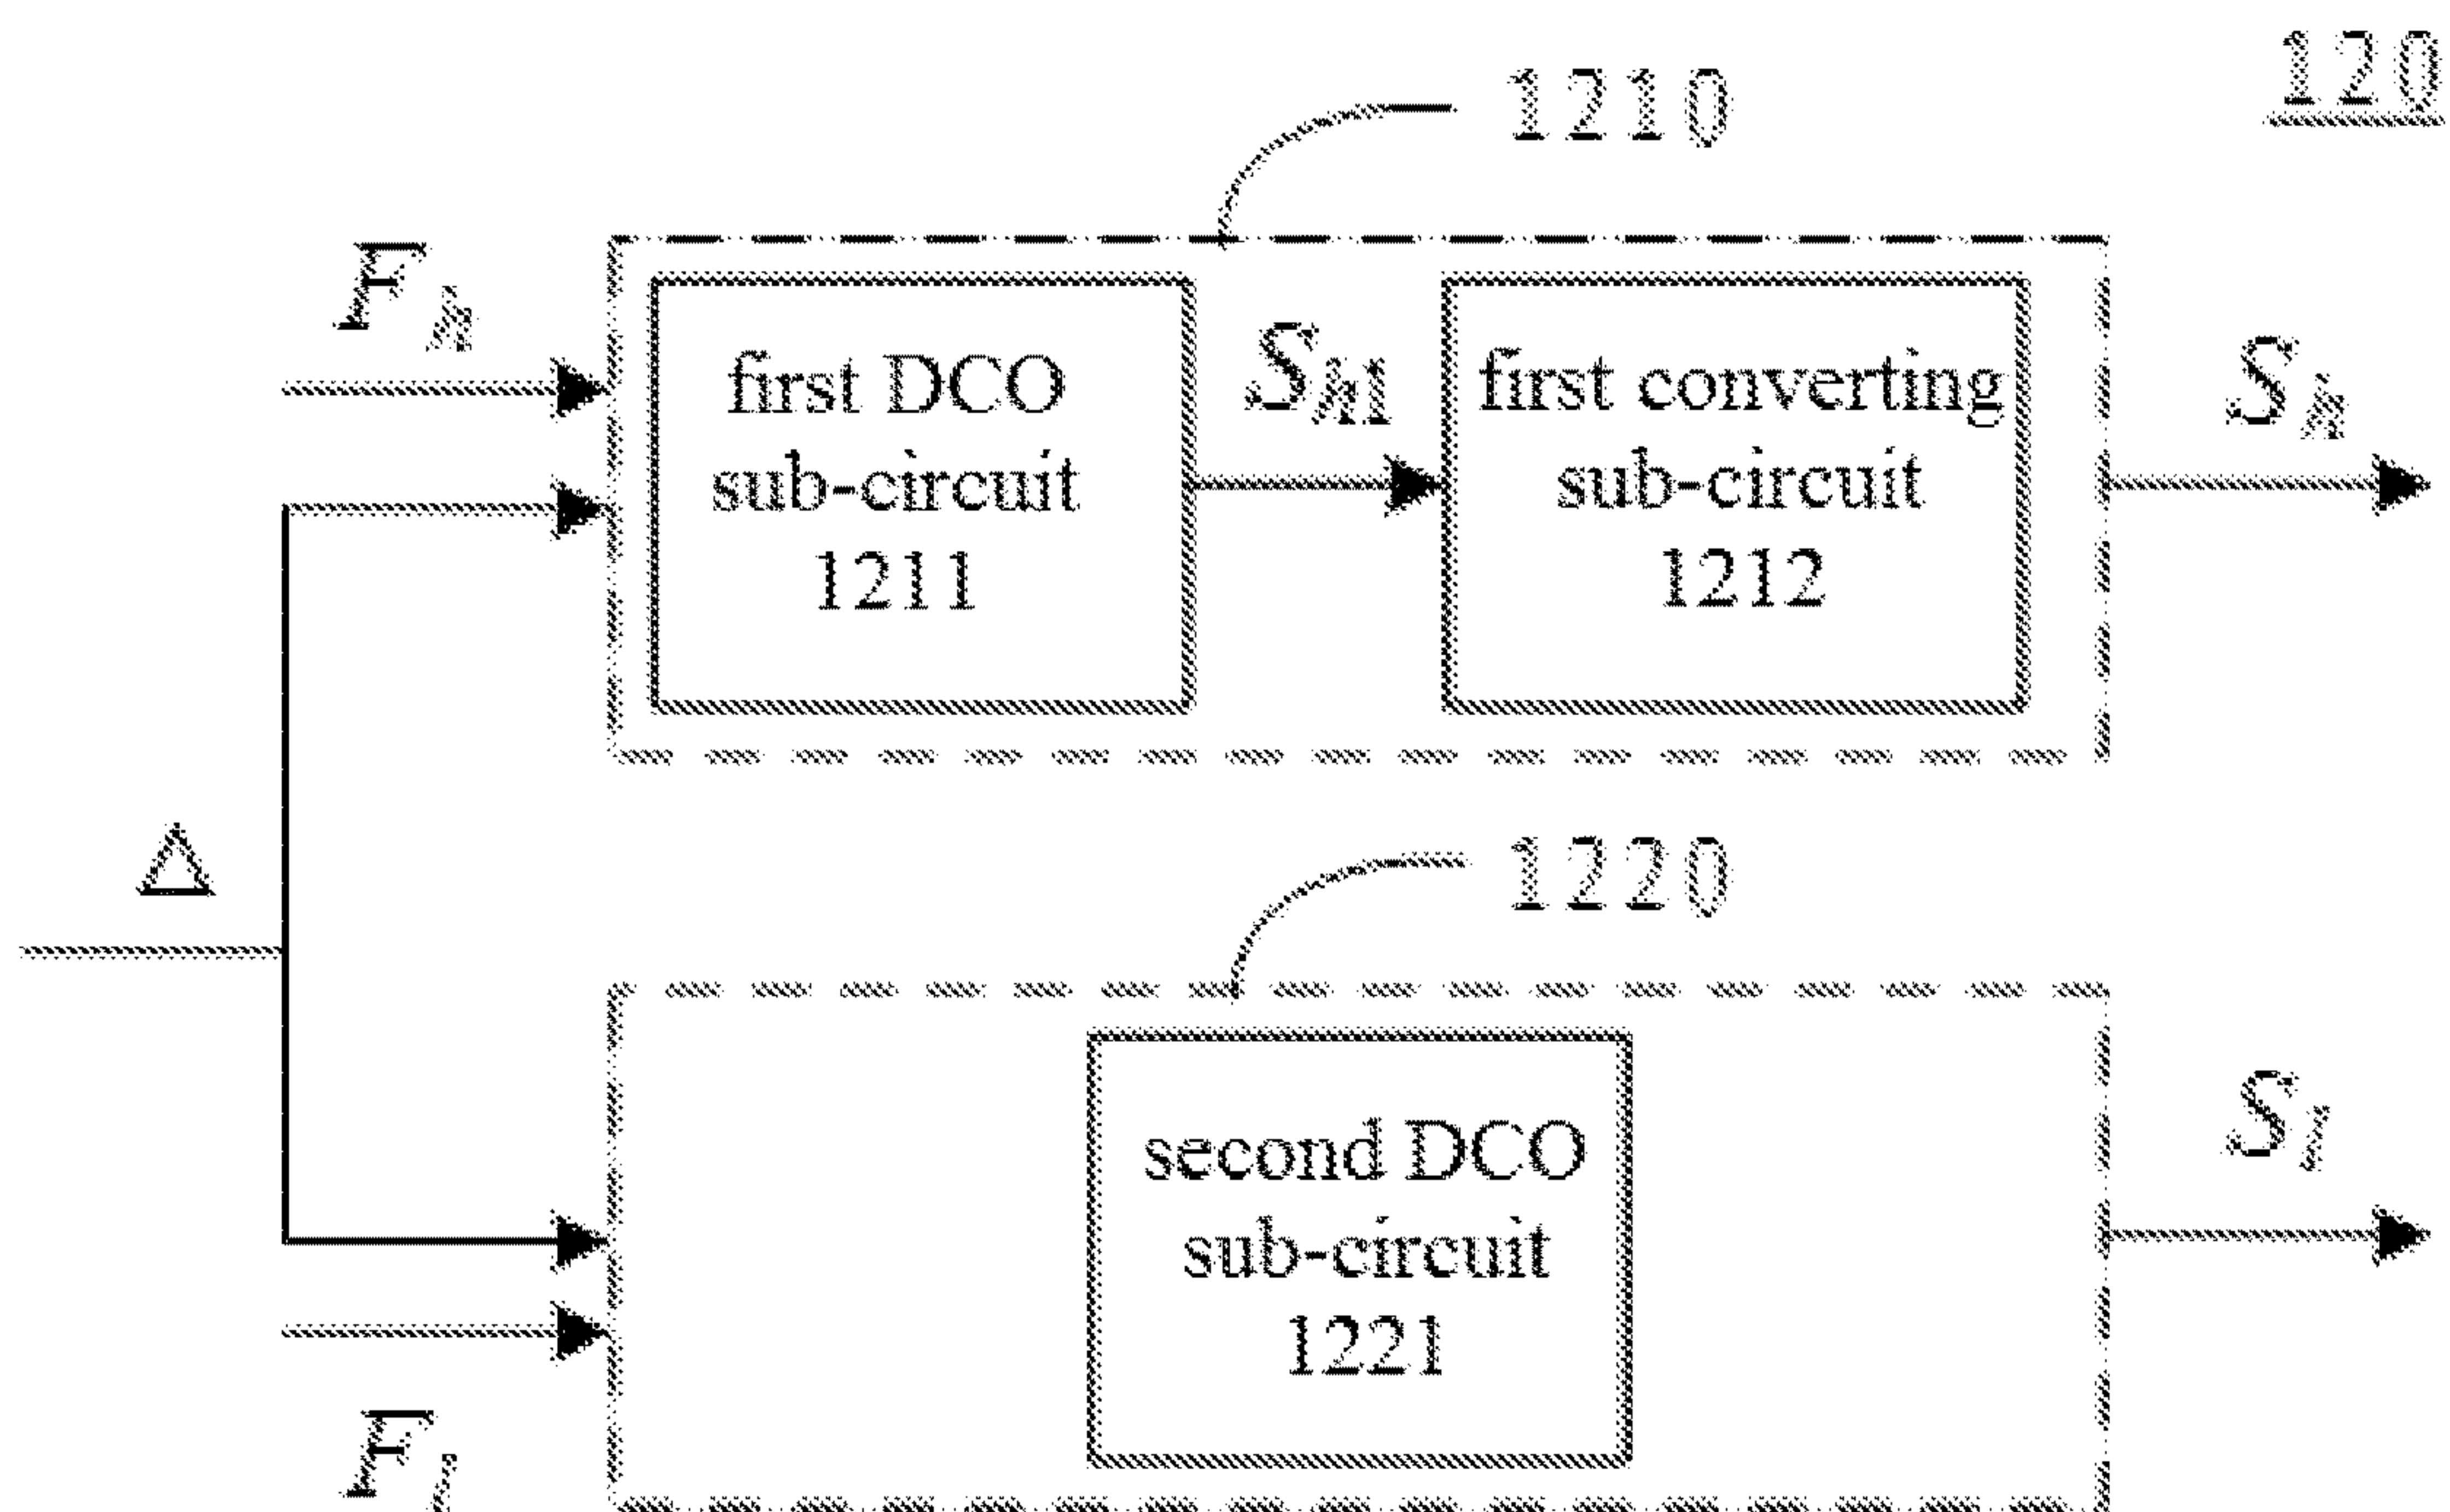 120
1210
F_h
first DCO
sub-circuit
1211
S_h1
first converting
sub-circuit
1212
S_h
Δ
1220
second DCO
sub-circuit
1221
S_l
F_l